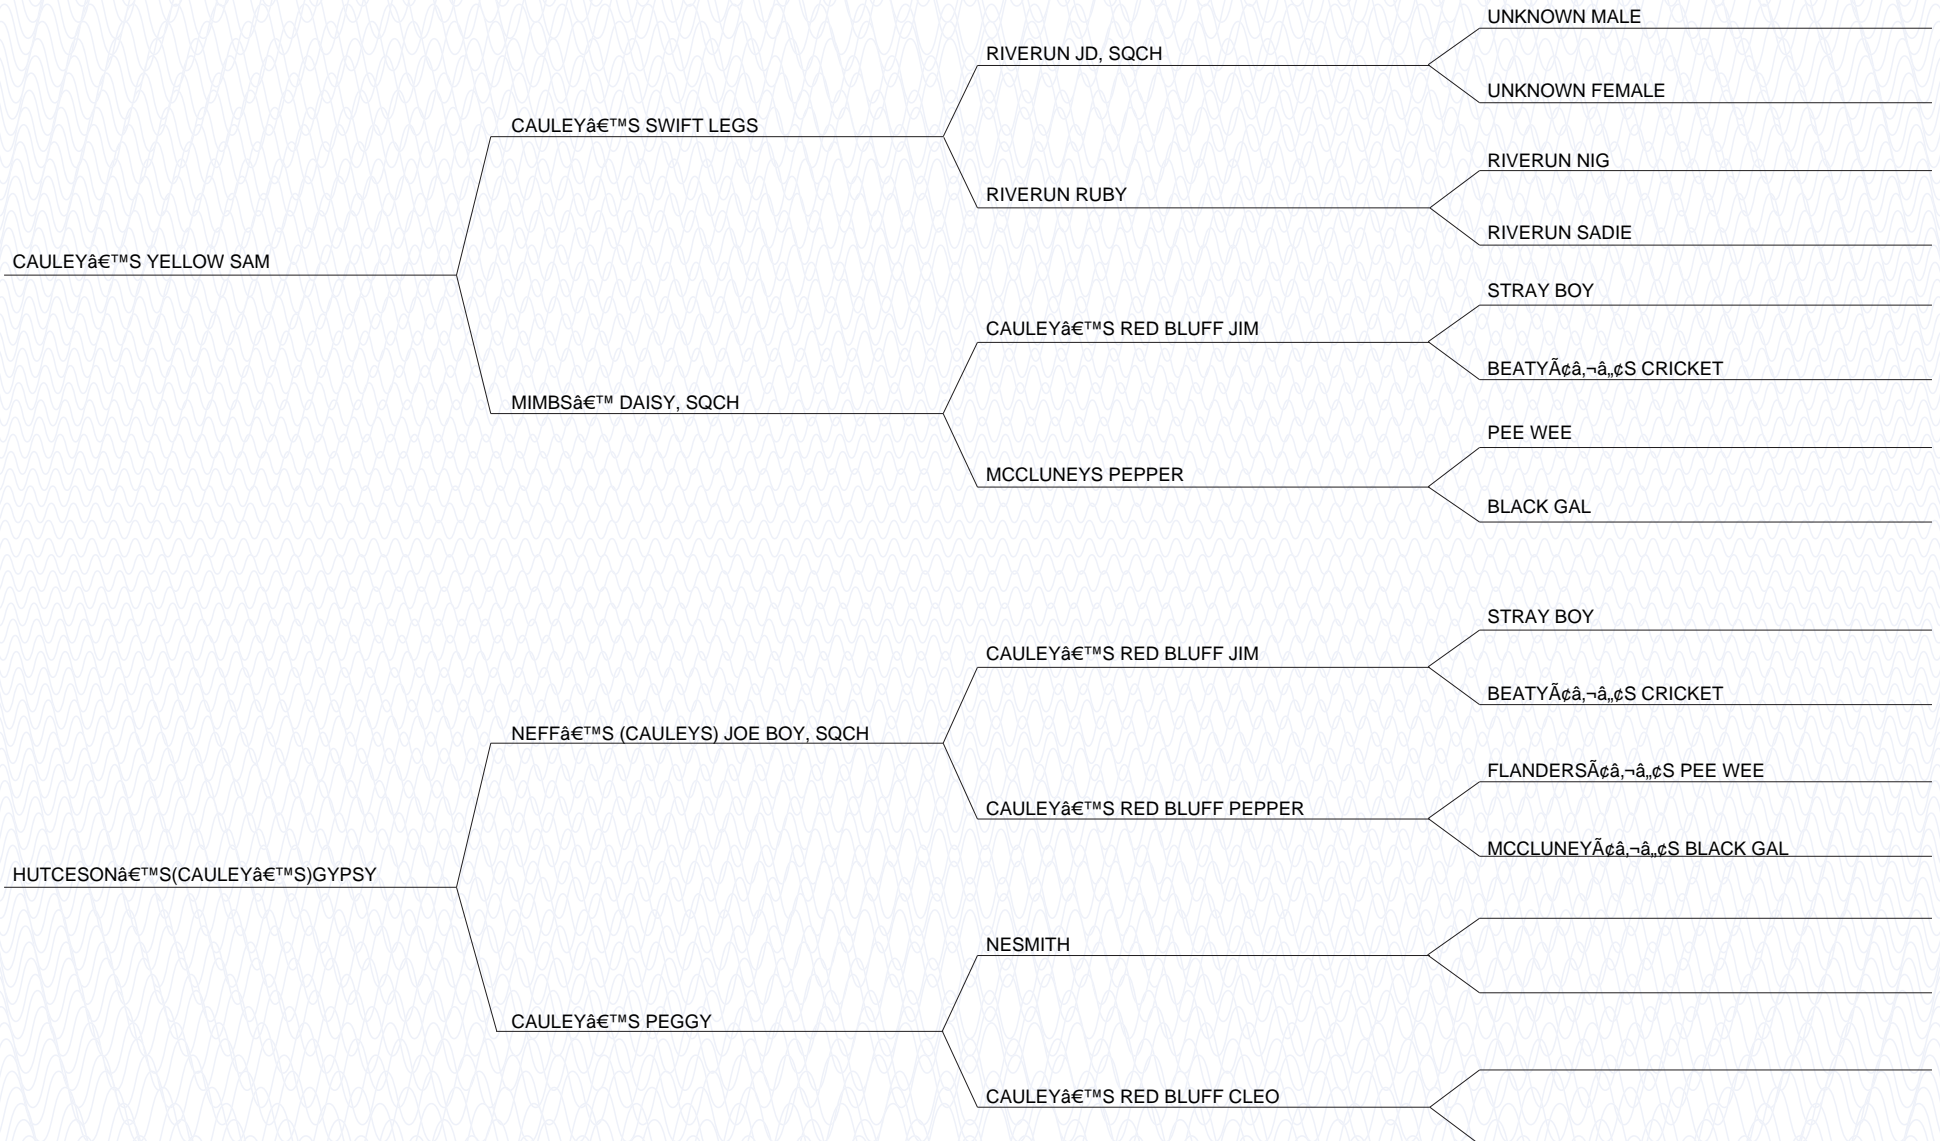 UNKNOWN MALE
RIVERUN JD, SQCH
UNKNOWN FEMALE
CAULEYâ€™S SWIFT LEGS
RIVERUN NIG
RIVERUN RUBY
RIVERUN SADIE
CAULEYâ€™S YELLOW SAM
STRAY BOY
CAULEYâ€™S RED BLUFF JIM
BEATYÃ¢â‚¬â„¢S CRICKET
MIMBSâ€™ DAISY, SQCH
PEE WEE
MCCLUNEYS PEPPER
BLACK GAL
STRAY BOY
CAULEYâ€™S RED BLUFF JIM
BEATYÃ¢â‚¬â„¢S CRICKET
NEFFâ€™S (CAULEYS) JOE BOY, SQCH
FLANDERSÃ¢â‚¬â„¢S PEE WEE
CAULEYâ€™S RED BLUFF PEPPER
MCCLUNEYÃ¢â‚¬â„¢S BLACK GAL
HUTCESONâ€™S(CAULEYâ€™S)GYPSY
NESMITH
CAULEYâ€™S PEGGY
CAULEYâ€™S RED BLUFF CLEO